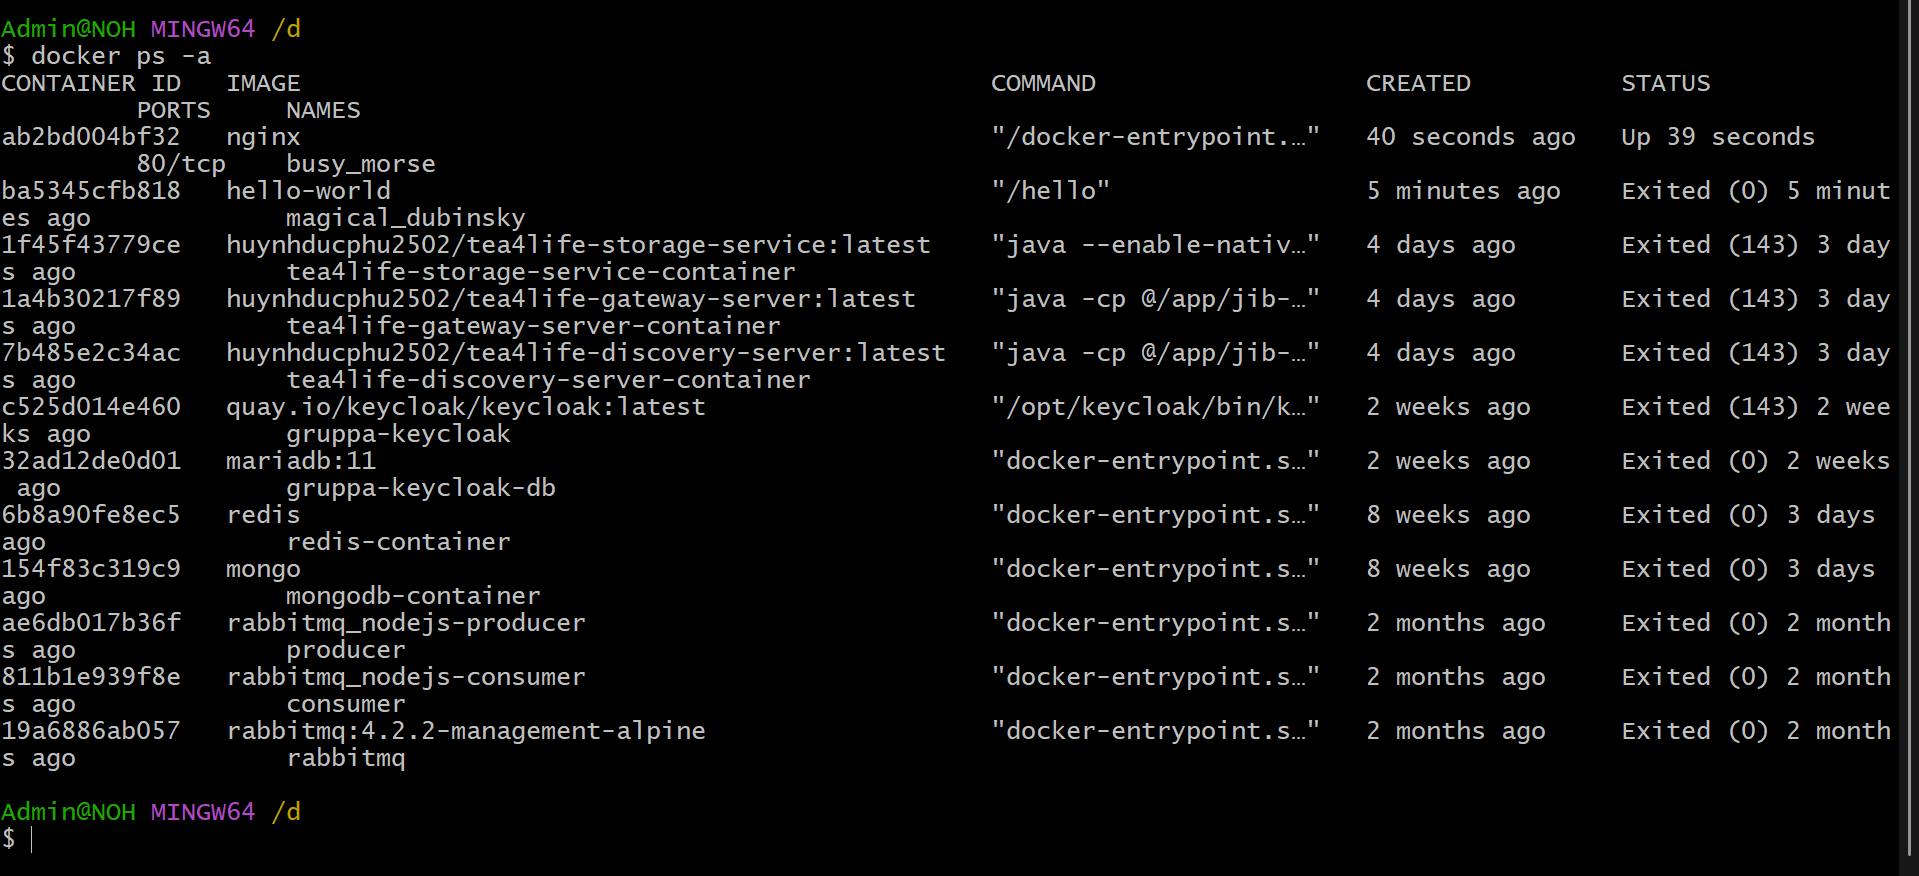 Admin@NOH MINGW64 /d
$ docker ps -a
CONTAINER ID   IMAGE                                              COMMAND                  CREATED          STATUS
         PORTS     NAMES
ab2bd004bf32   nginx                                              "/docker-entrypoint.…"   40 seconds ago   Up 39 seconds
         80/tcp    busy_morse
ba5345cfb818   hello-world                                        "/hello"                 5 minutes ago    Exited (0) 5 minut
es ago             magical_dubinsky
1f45f43779ce   huynhducphu2502/tea4life-storage-service:latest    "java --enable-nativ…"   4 days ago       Exited (143) 3 day
s ago              tea4life-storage-service-container
1a4b30217f89   huynhducphu2502/tea4life-gateway-server:latest     "java -cp @/app/jib-…"   4 days ago       Exited (143) 3 day
s ago              tea4life-gateway-server-container
7b485e2c34ac   huynhducphu2502/tea4life-discovery-server:latest   "java -cp @/app/jib-…"   4 days ago       Exited (143) 3 day
s ago              tea4life-discovery-server-container
c525d014e460   quay.io/keycloak/keycloak:latest                   "/opt/keycloak/bin/k…"   2 weeks ago      Exited (143) 2 wee
ks ago             gruppa-keycloak
32ad12de0d01   mariadb:11                                         "docker-entrypoint.s…"   2 weeks ago      Exited (0) 2 weeks
 ago               gruppa-keycloak-db
6b8a90fe8ec5   redis                                              "docker-entrypoint.s…"   8 weeks ago      Exited (0) 3 days
ago                redis-container
154f83c319c9   mongo                                              "docker-entrypoint.s…"   8 weeks ago      Exited (0) 3 days
ago                mongodb-container
ae6db017b36f   rabbitmq_nodejs-producer                           "docker-entrypoint.s…"   2 months ago     Exited (0) 2 month
s ago              producer
811b1e939f8e   rabbitmq_nodejs-consumer                           "docker-entrypoint.s…"   2 months ago     Exited (0) 2 month
s ago              consumer
19a6886ab057   rabbitmq:4.2.2-management-alpine                   "docker-entrypoint.s…"   2 months ago     Exited (0) 2 month
s ago              rabbitmq
Admin@NOH MINGW64 /d
$